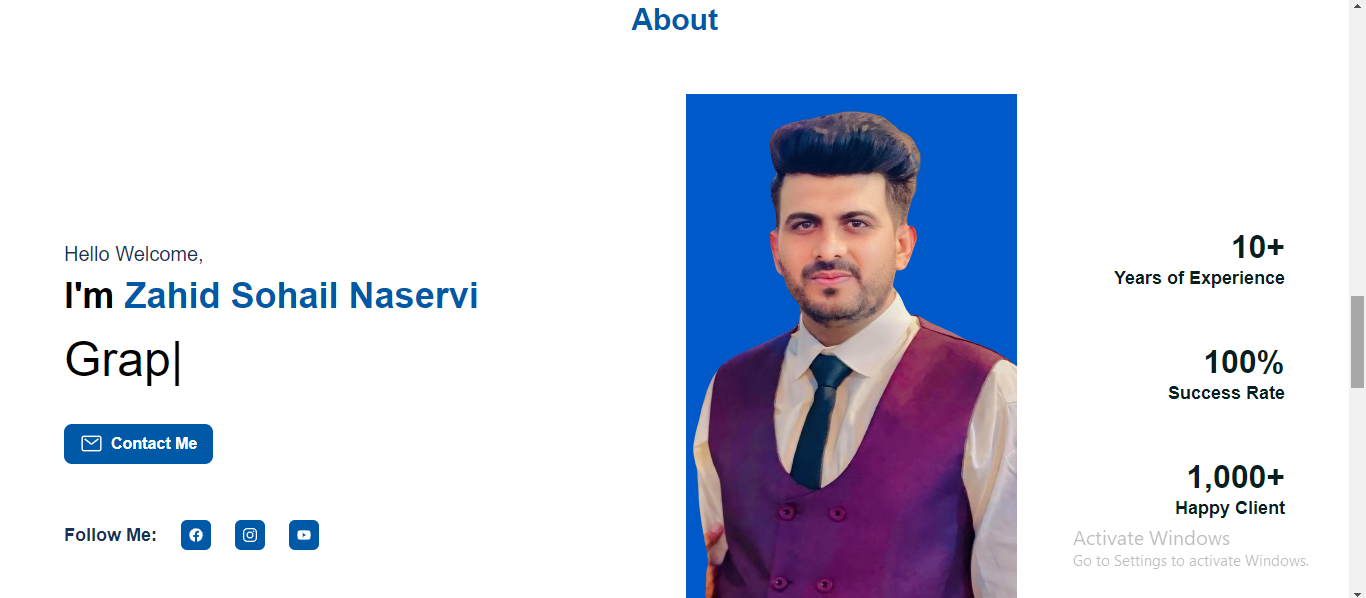 About
Hello Welcome,
I'm Zahid Sohail Naservi
Grap|
Contact Me
Follow Me:
10+
Years of Experience
100%
Success Rate
1,000+
Happy Client
Activate Windows
Go to Settings to activate Windows.